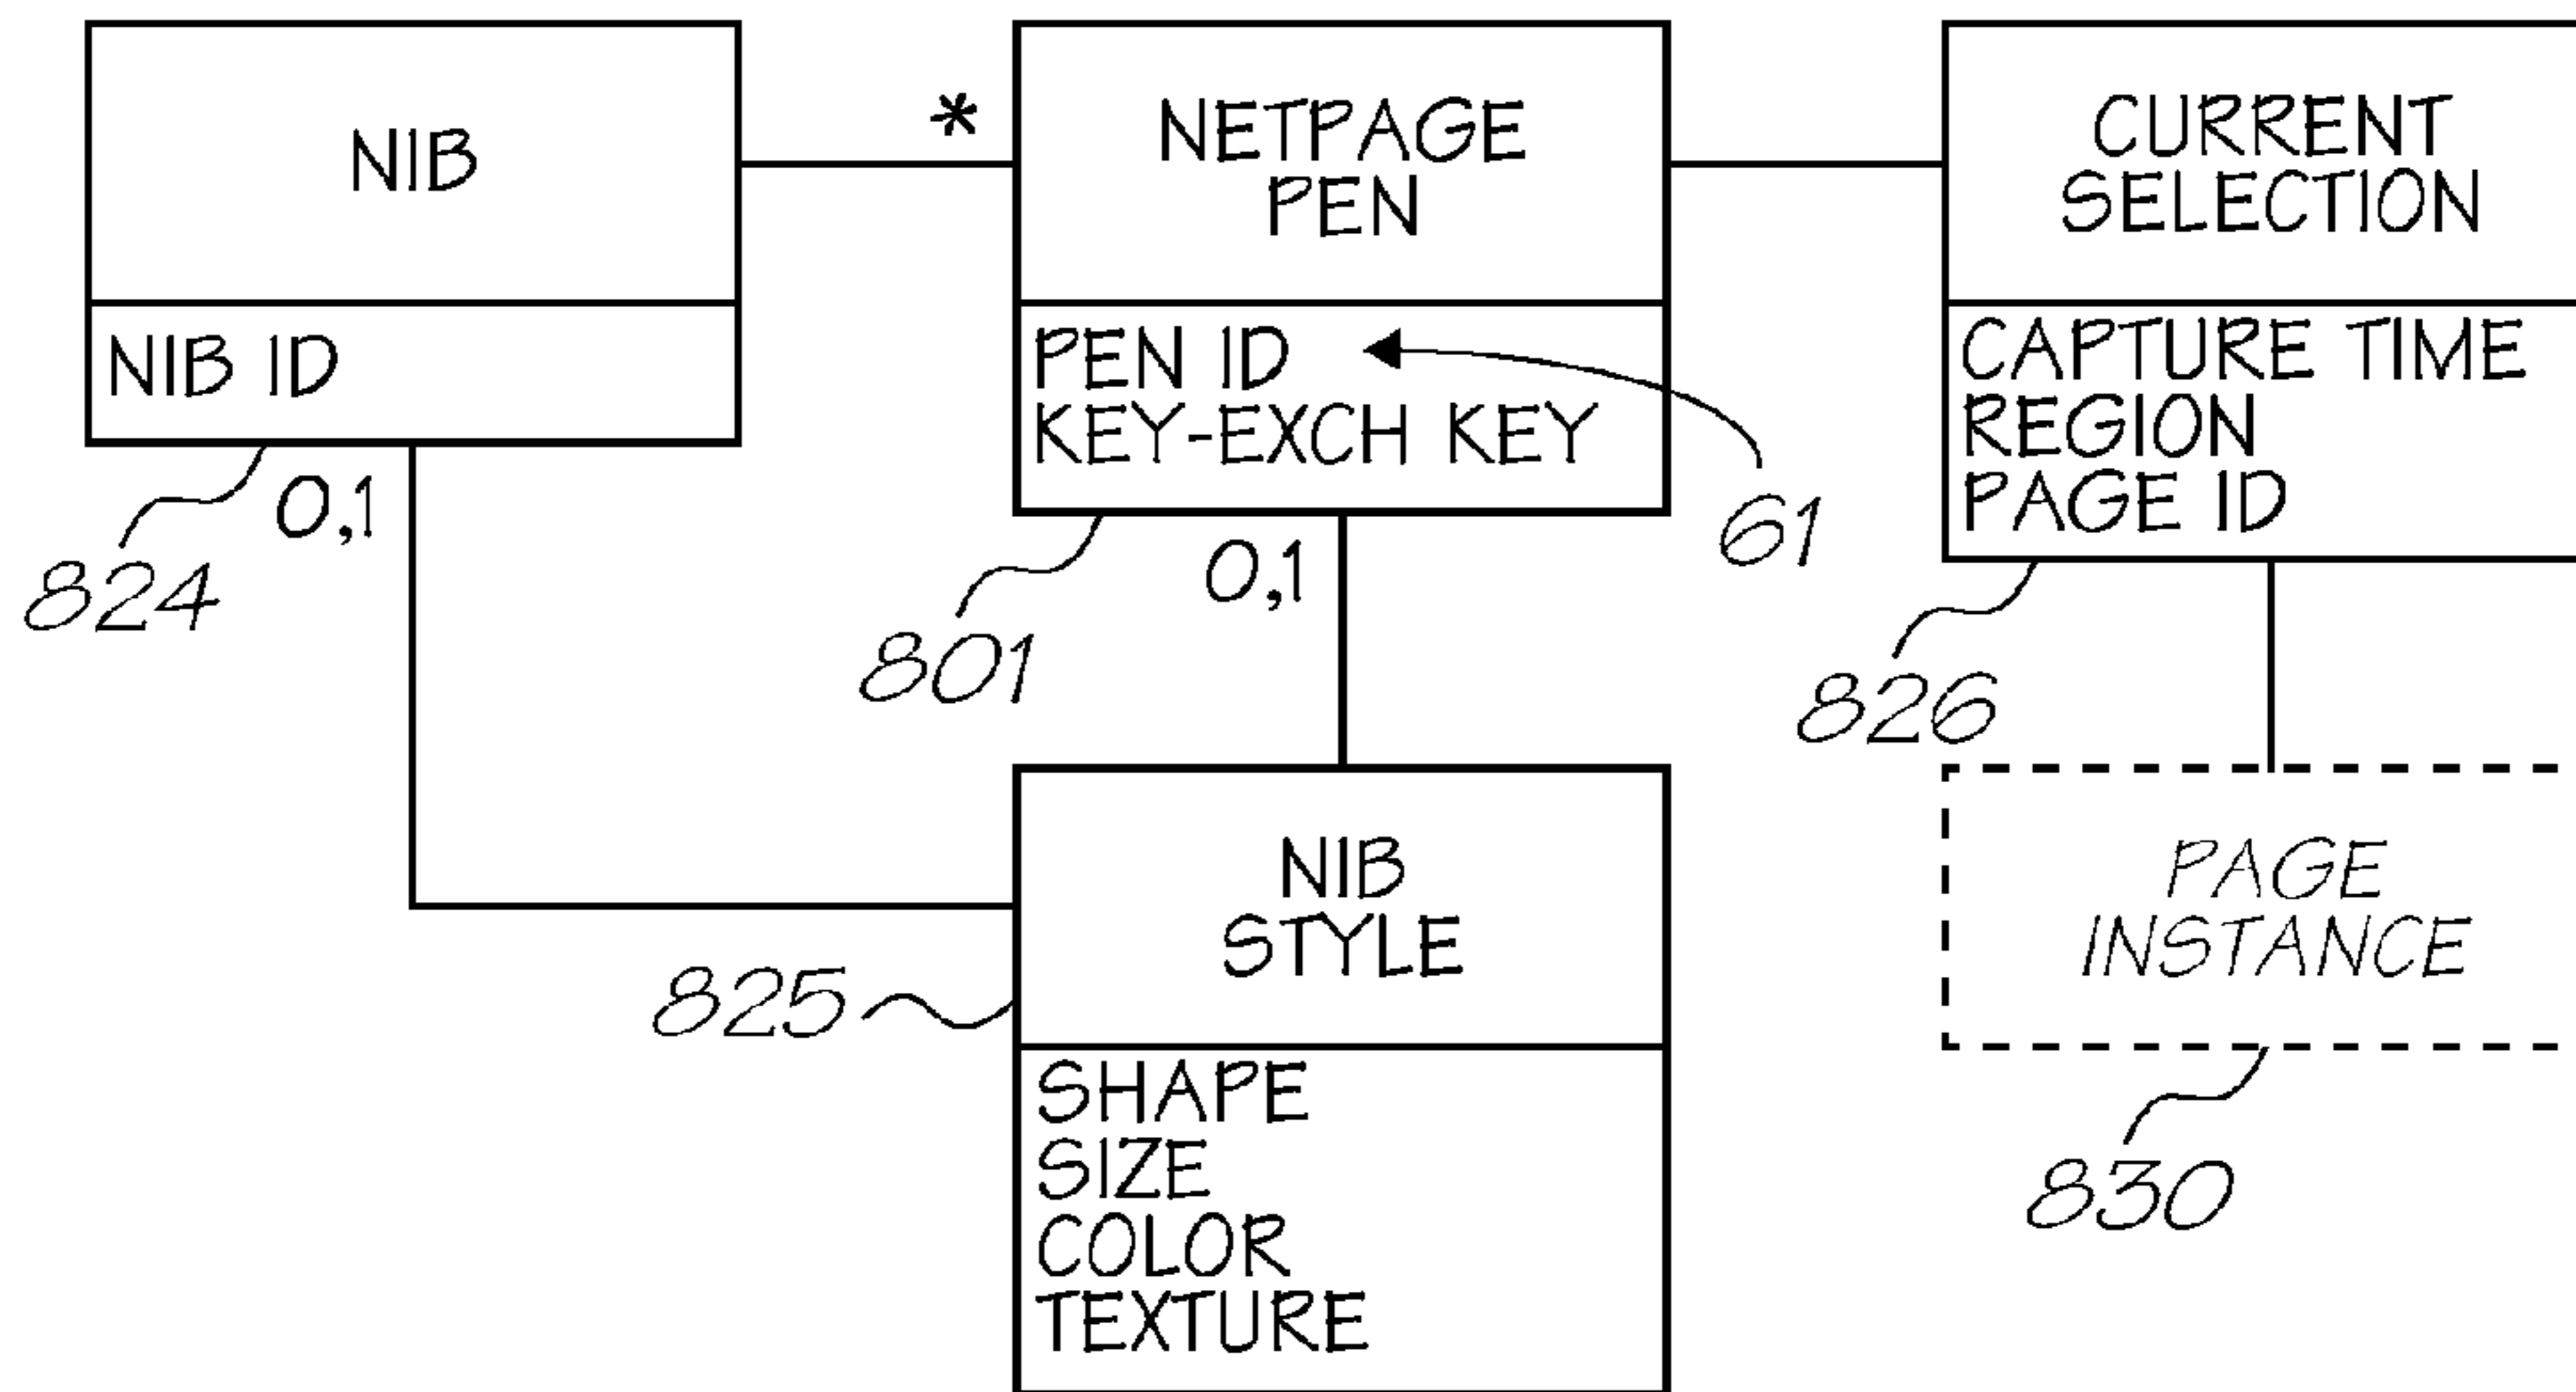 NIB
*
NETPAGE
PEN
CURRENT
SELECTION
NIB ID
PEN ID
KEY-EXCH KEY
CAPTURE TIME
REGION
PAGE ID
824
0,1
801
0,1
61
826
NIB
STYLE
825
SHAPE
SIZE
COLOR
TEXTURE
PAGE
INSTANCE
830